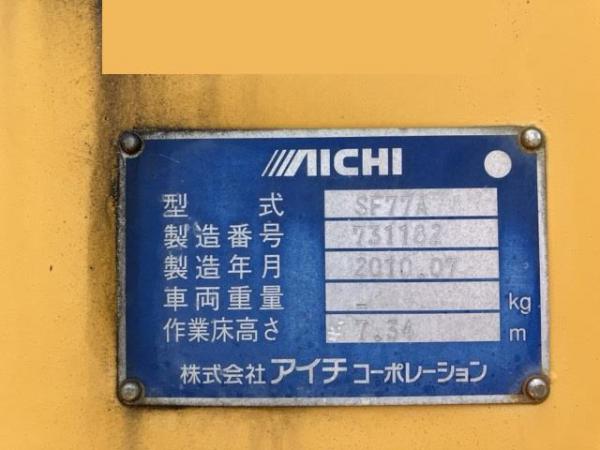 AICHI
型式 SF77A
製造番号 731182
製造年月 2010.07
車両重量 - kg
作業床高さ 7.34 m
株式会社 アイチ コーポレーション